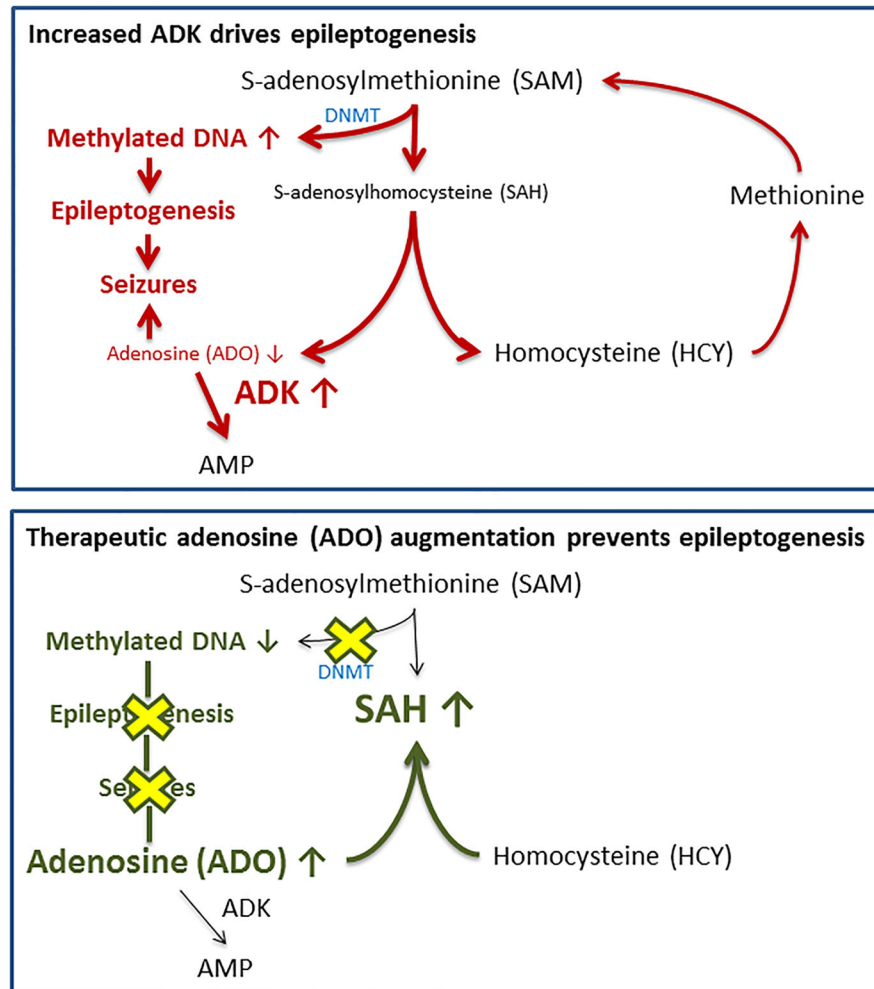 Increased ADK drives epileptogenesis
S-adenosylmethionine (SAM)
DNMT
Methylated DNA ↑
S-adenosylhomocysteine (SAH)
Methionine
Epileptogenesis
Seizures
Adenosine (ADO) ↓
Homocysteine (HCY)
ADK ↑
AMP
Therapeutic adenosine (ADO) augmentation prevents epileptogenesis
S-adenosylmethionine (SAM)
Methylated DNA ↓
DNMT
SAH ↑
Epileptogenesis
Seizures
Adenosine (ADO) ↑
Homocysteine (HCY)
ADK
AMP